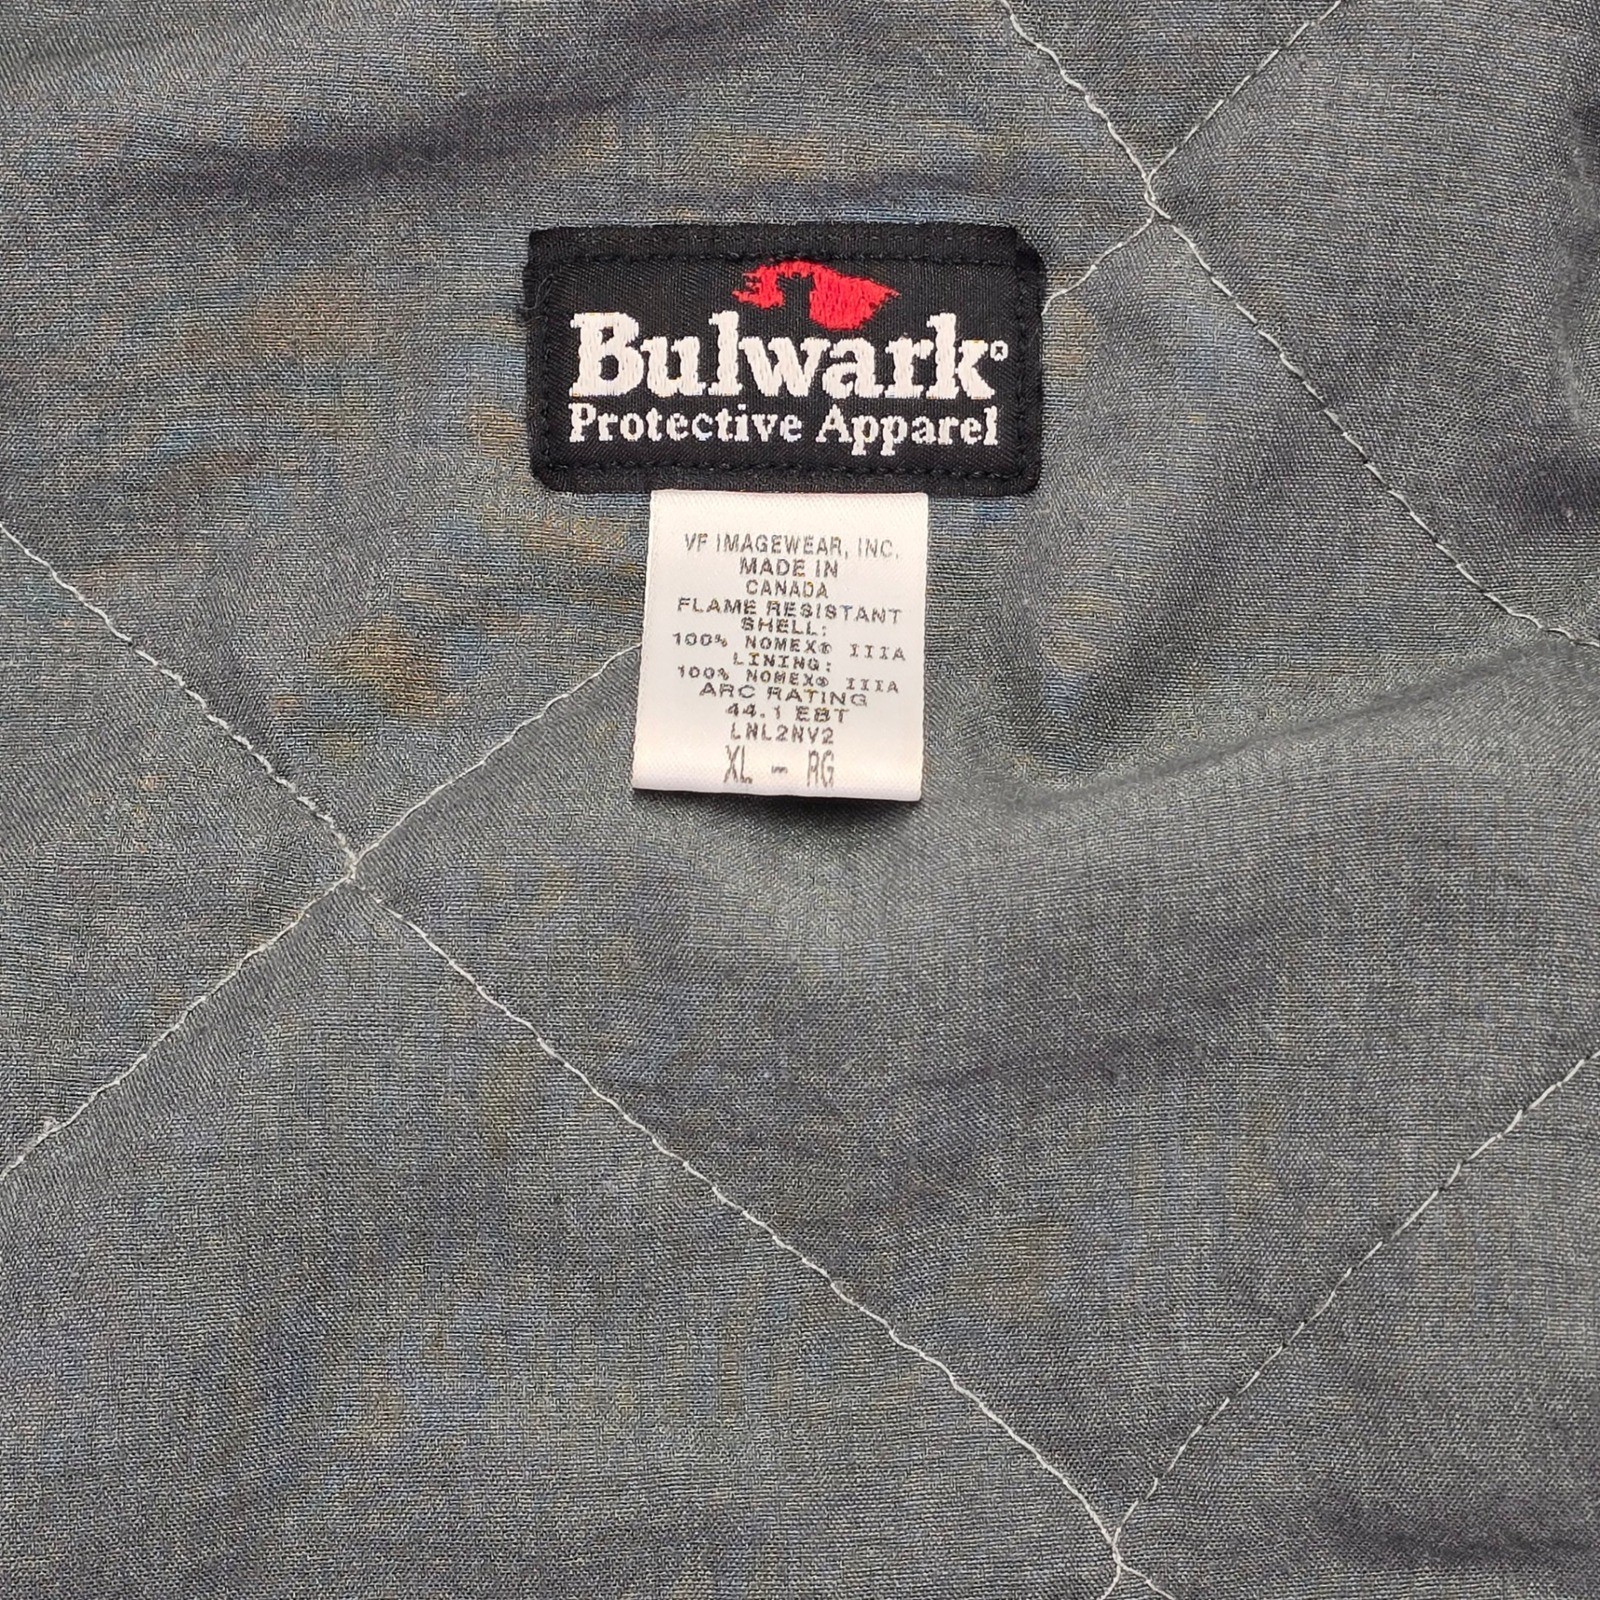 Bulwark®
Protective Apparel
VF IMAGEWEAR, INC.
MADE IN
CANADA
FLAME RESISTANT
SHELL:
100% NOMEX® IIIA
LINING:
100% NOMEX® IIIA
ARC RATING
44.1 EBT
LNL2NV2
XL - RG